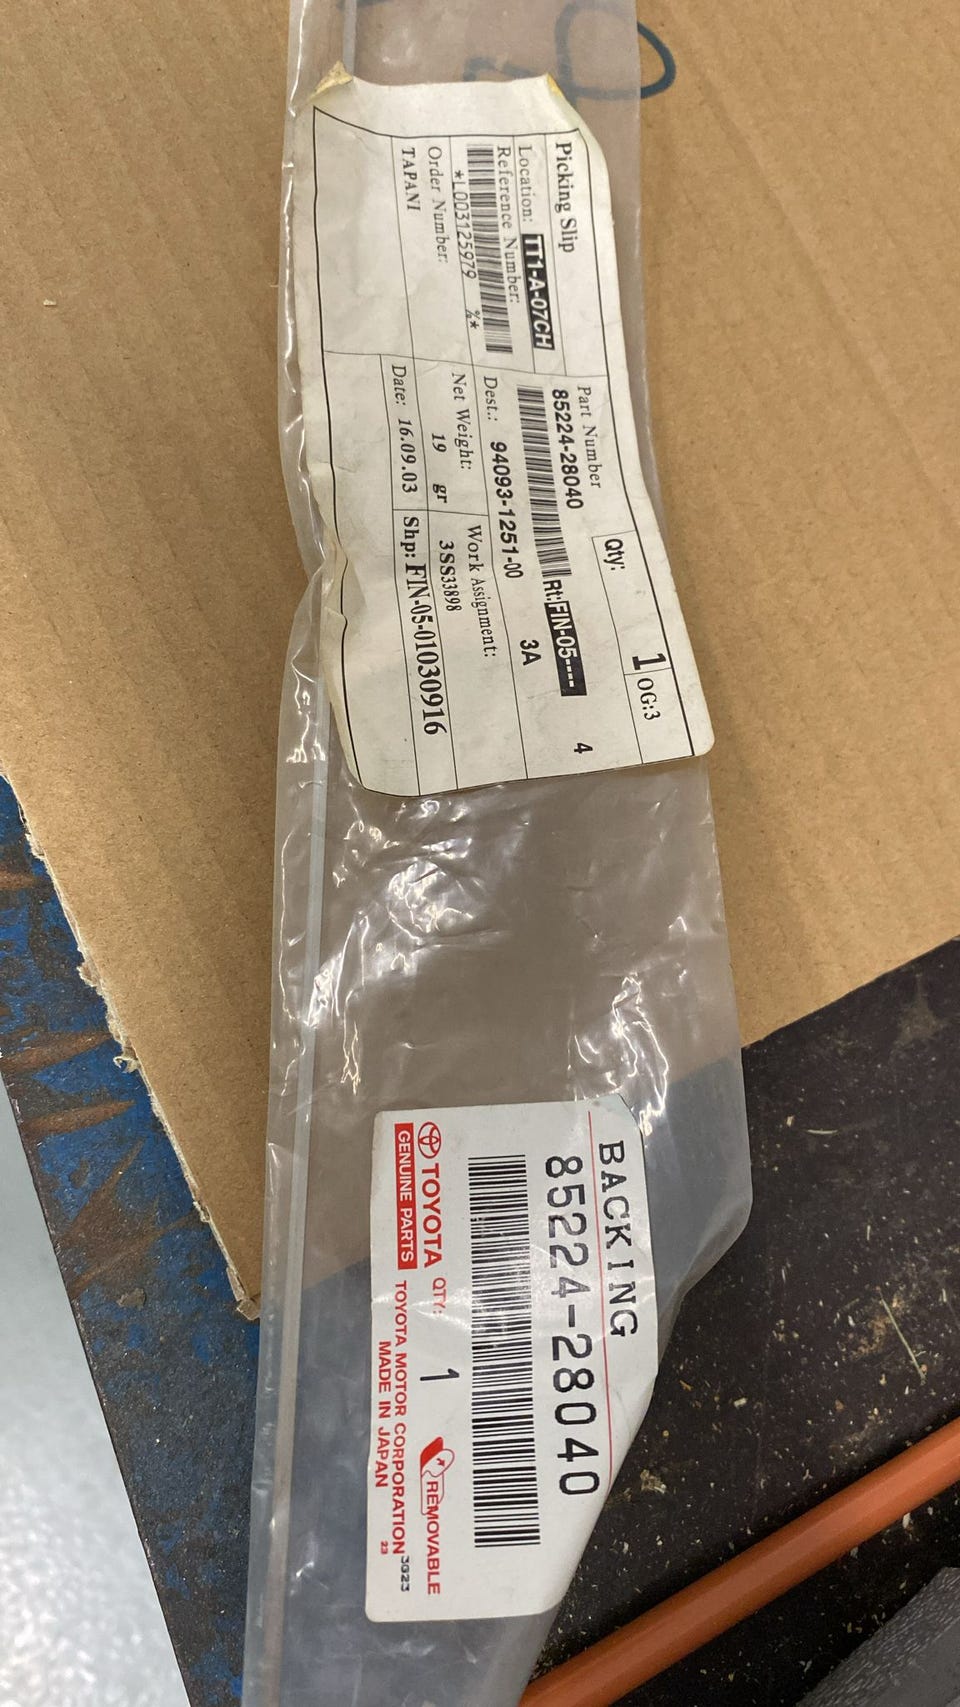 Picking Slip
Location: 1T1-A-07CH
Reference Number:
*L003125979 %*
Order Number:
TAPANI
Qty: 1 OG:3
Part Number
85224-28040
Rt:FIN-05---- 4
Dest.: 94093-1251-00 3A
Net Weight:
19 gr
Work Assignment:
3SS33898
Date: 16.09.03
Shp: FIN-05-01030916
BACKING
85224-28040
TOYOTA QTY: 1 REMOVABLE
GENUINE PARTS TOYOTA MOTOR CORPORATION 3G23
MADE IN JAPAN 23